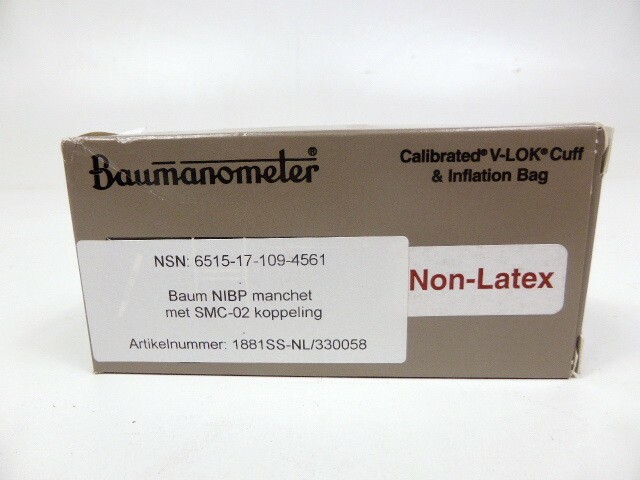 Baumanometer®
Calibrated® V-LOK® Cuff
& Inflation Bag
NSN: 6515-17-109-4561
Baum NIBP manchet
met SMC-02 koppeling
Artikelnummer: 1881SS-NL/330058
Non-Latex